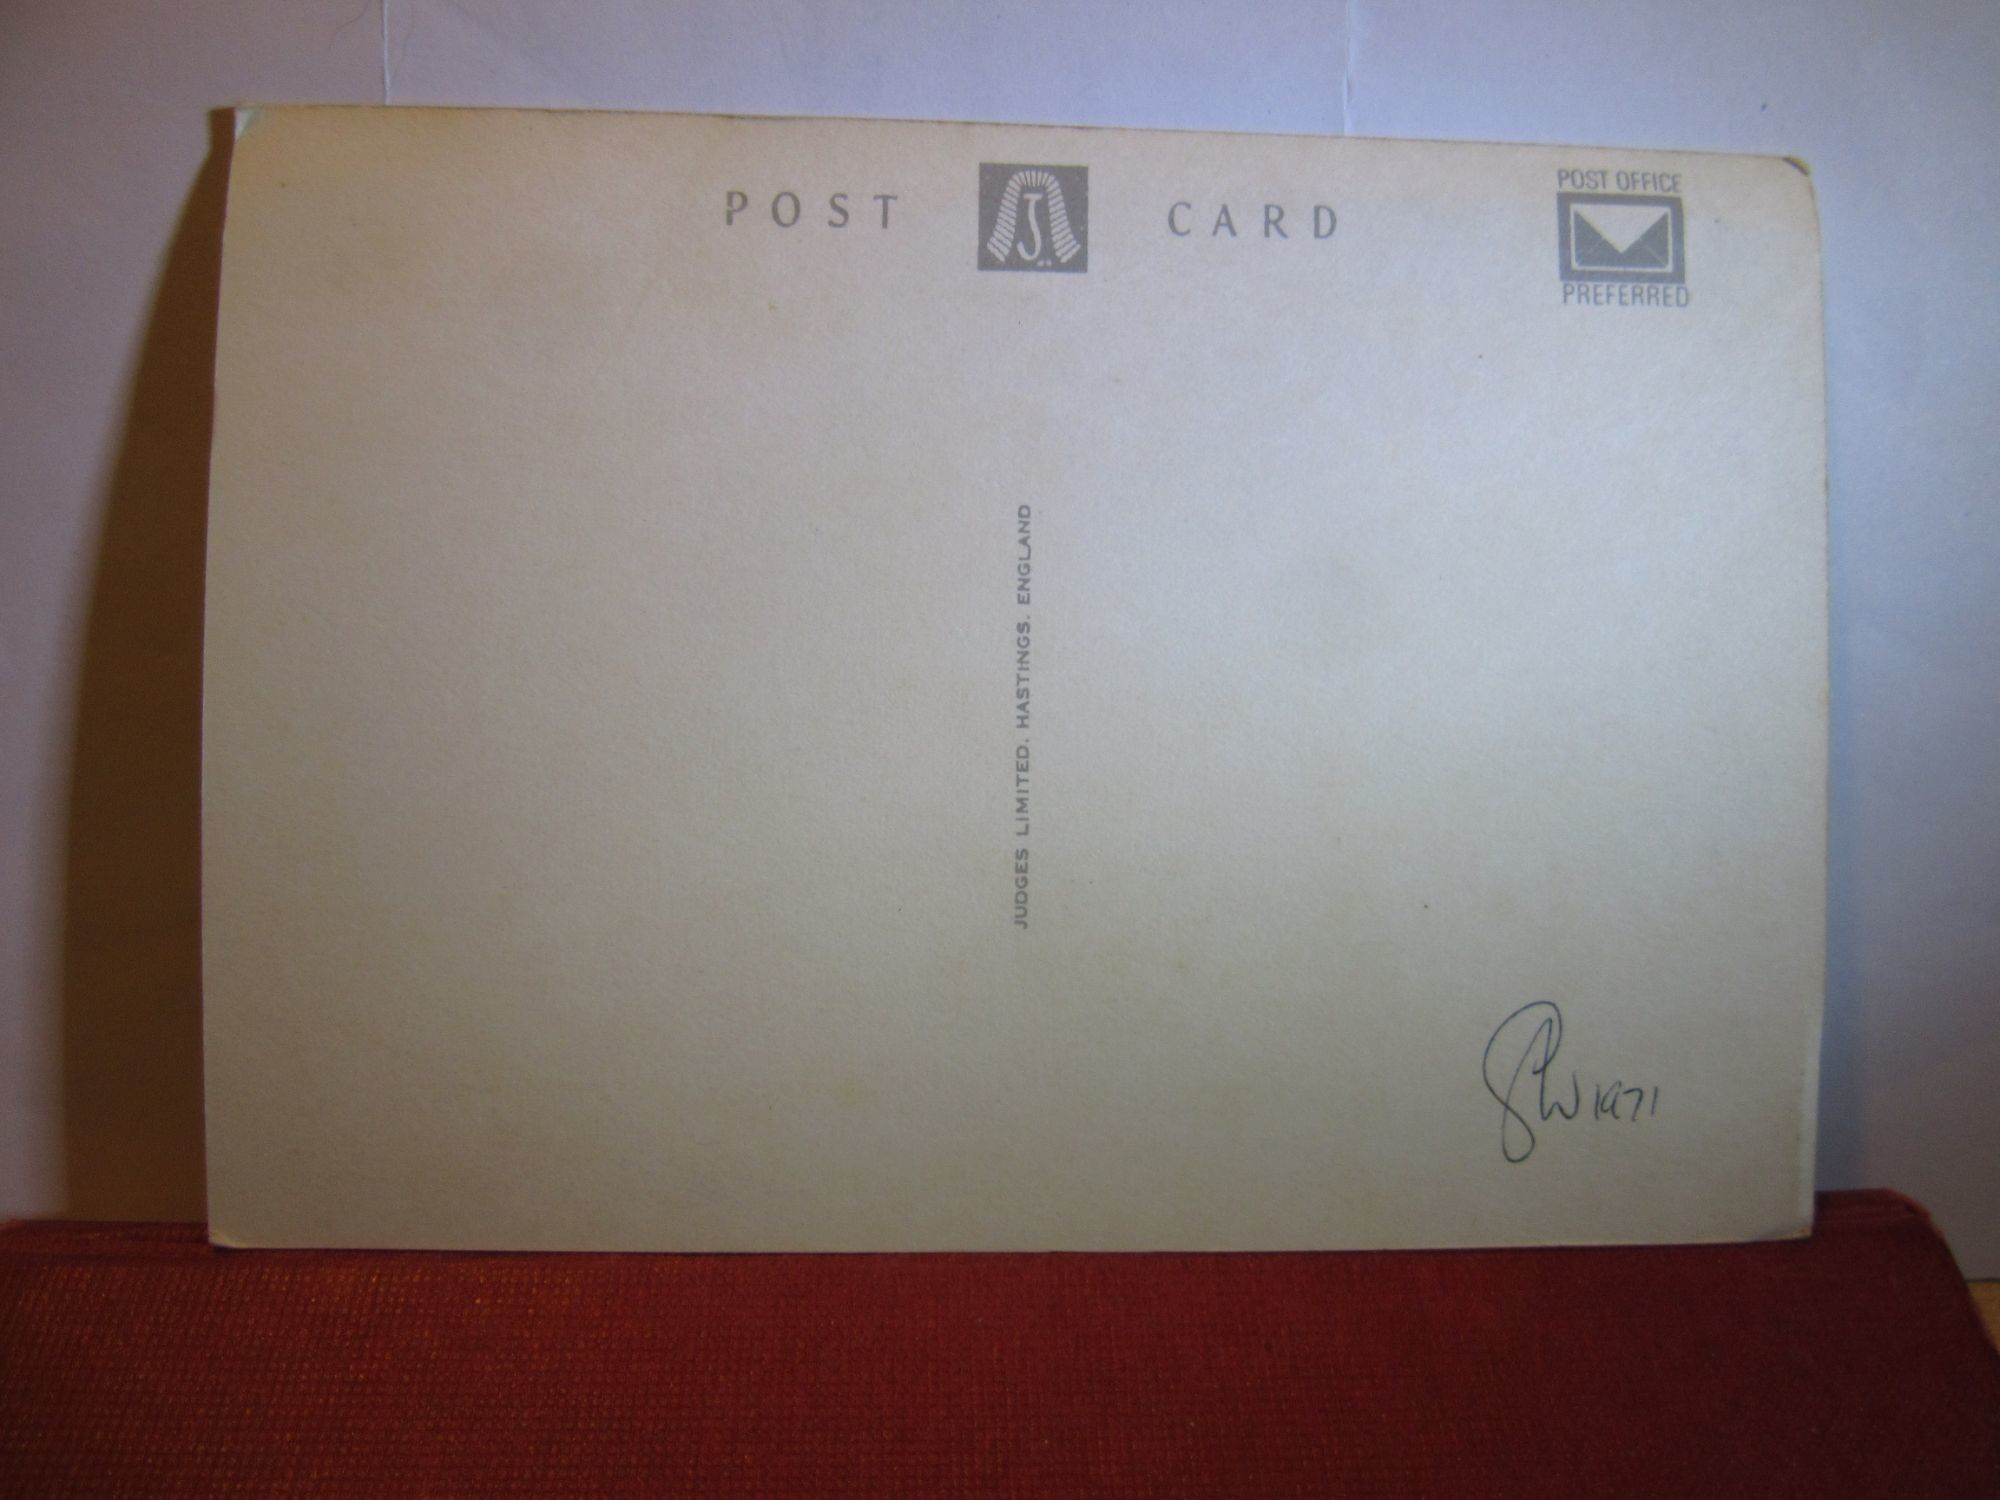 POST CARD
POST OFFICE
PREFERRED
JUDGES LIMITED. HASTINGS. ENGLAND
1971